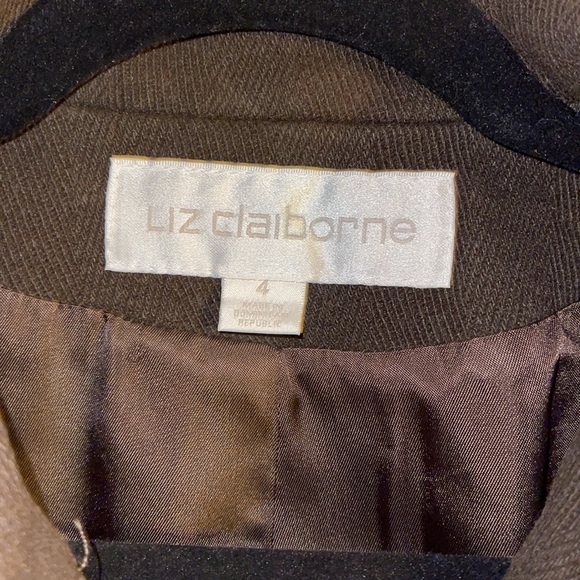 LIZ claiborne
4
MADE IN
DOMINICAN
REPUBLIC